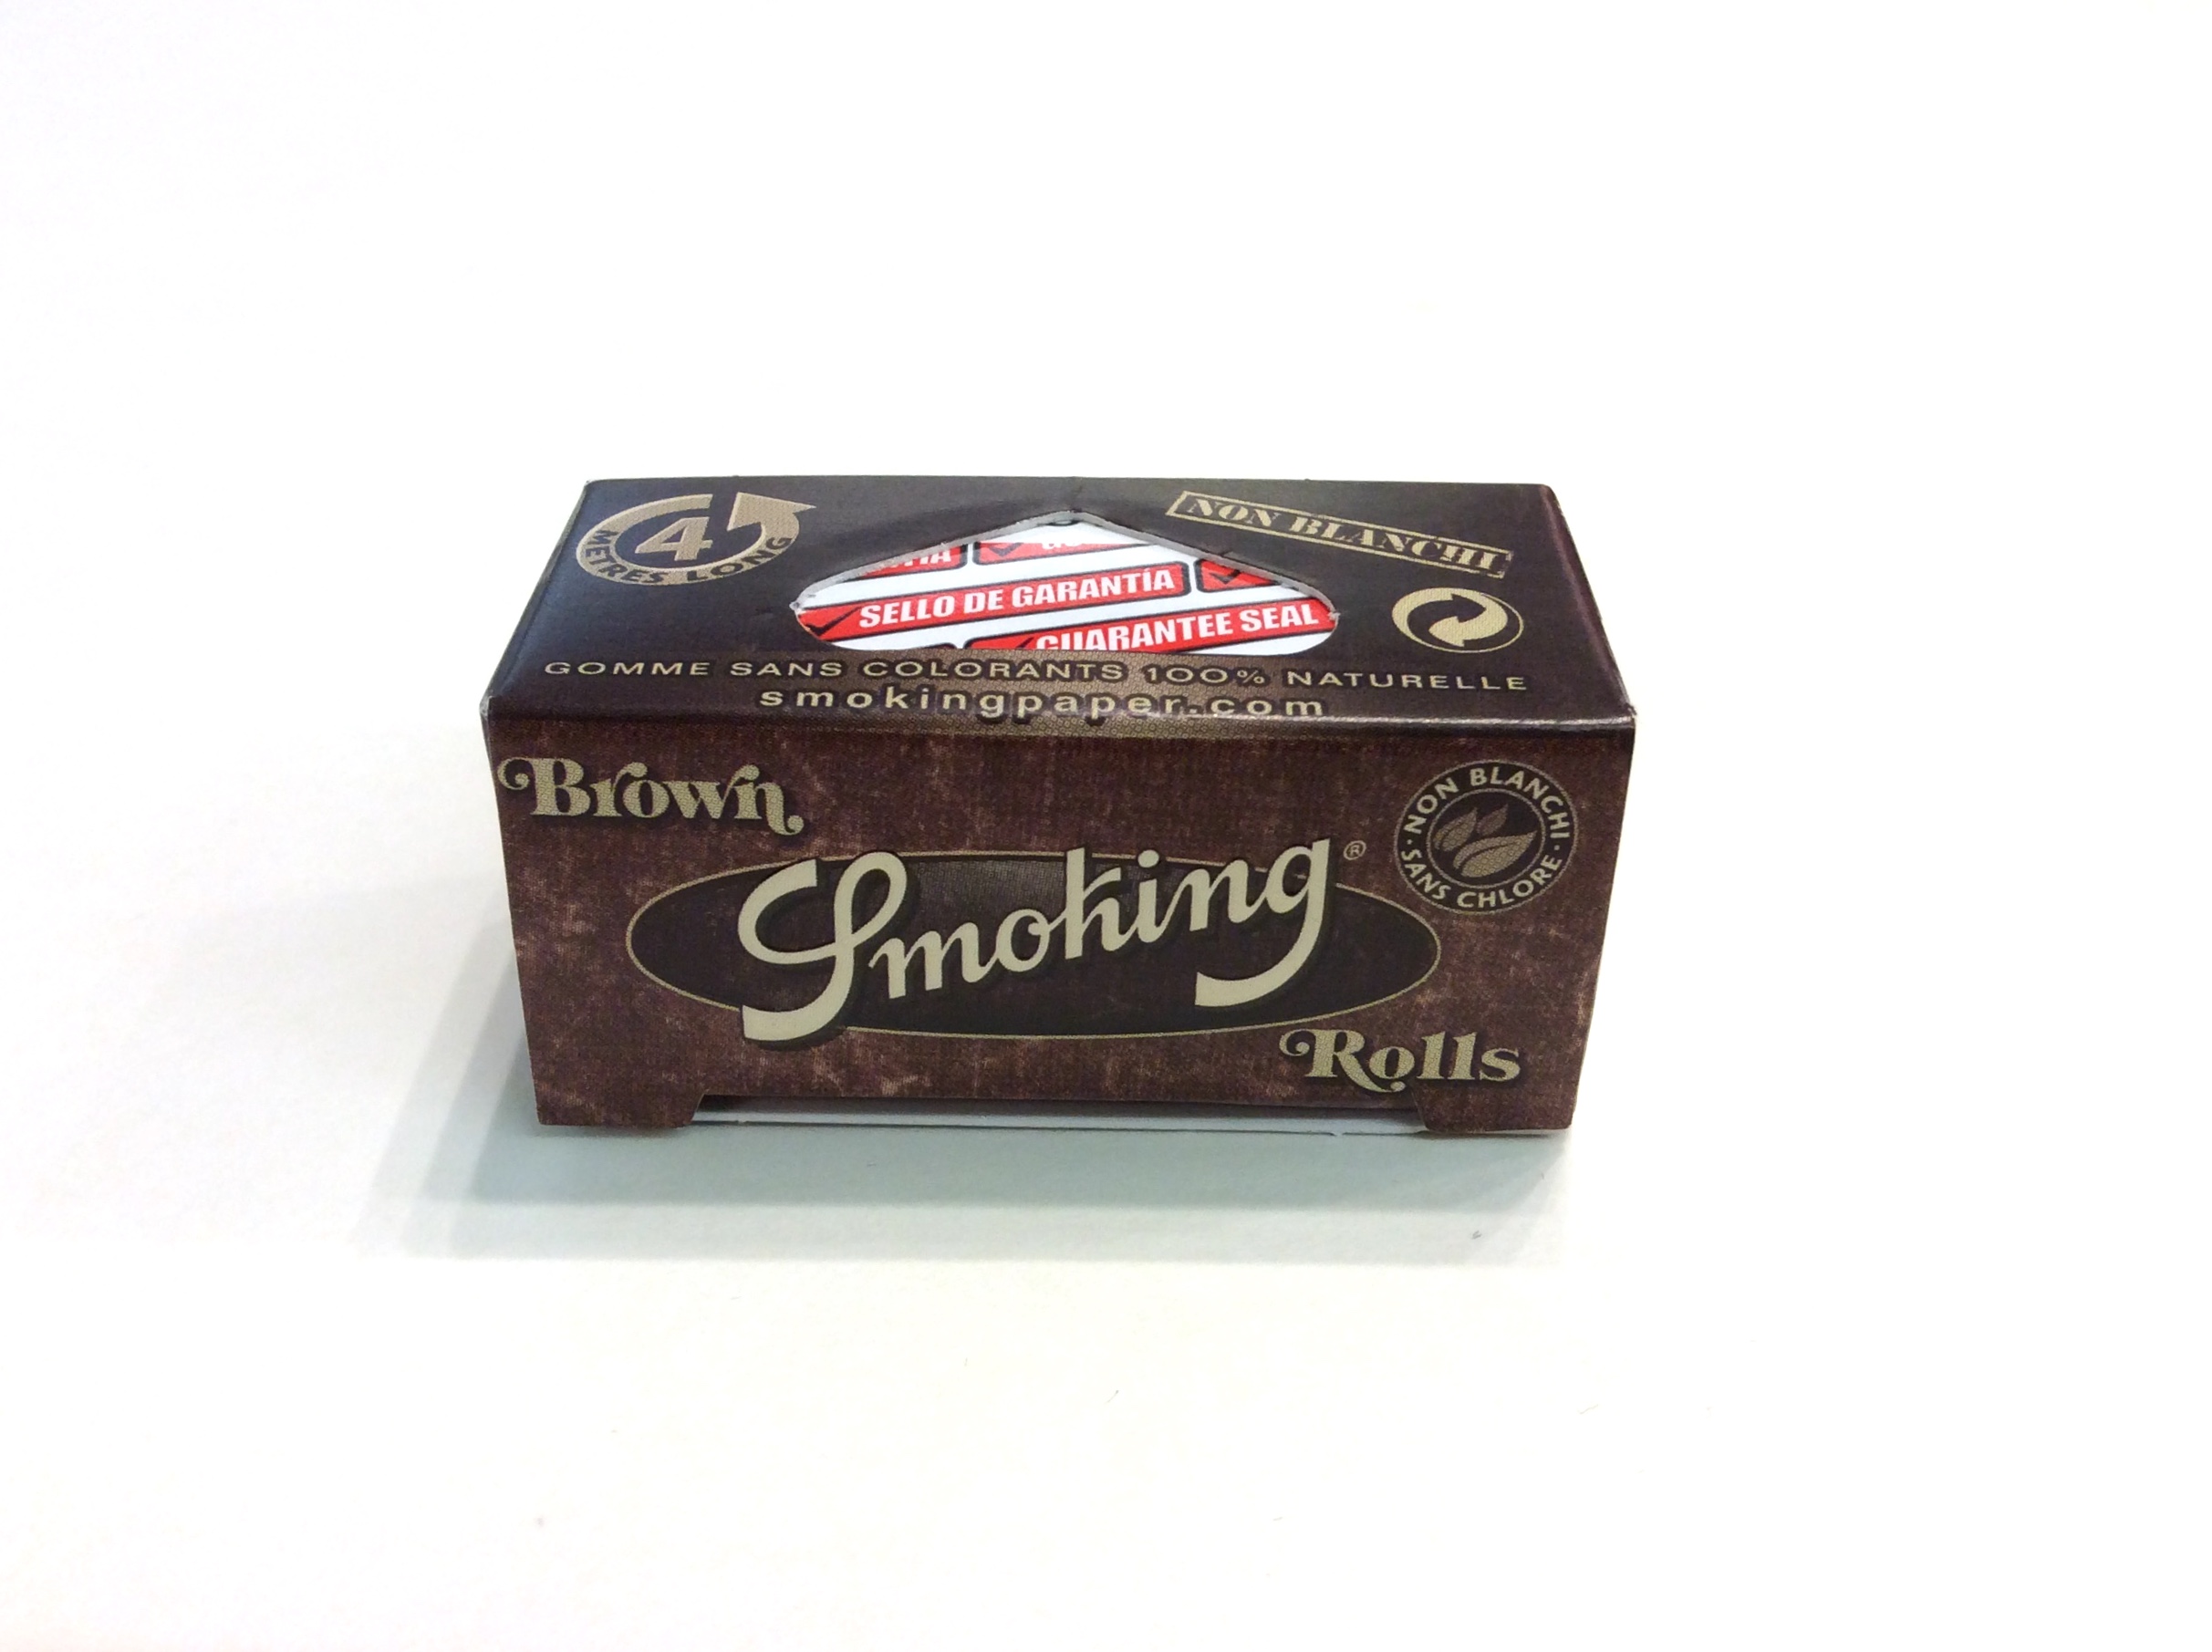 4
METRES LONG
NON BLANCHI
SELLO DE GARANTÍA
GUARANTEE SEAL
GOMME SANS COLORANTS 100% NATURELLE
smokingpaper.com
Brown
NON BLANCHI · SANS CHLORE ·
Smoking®
Rolls